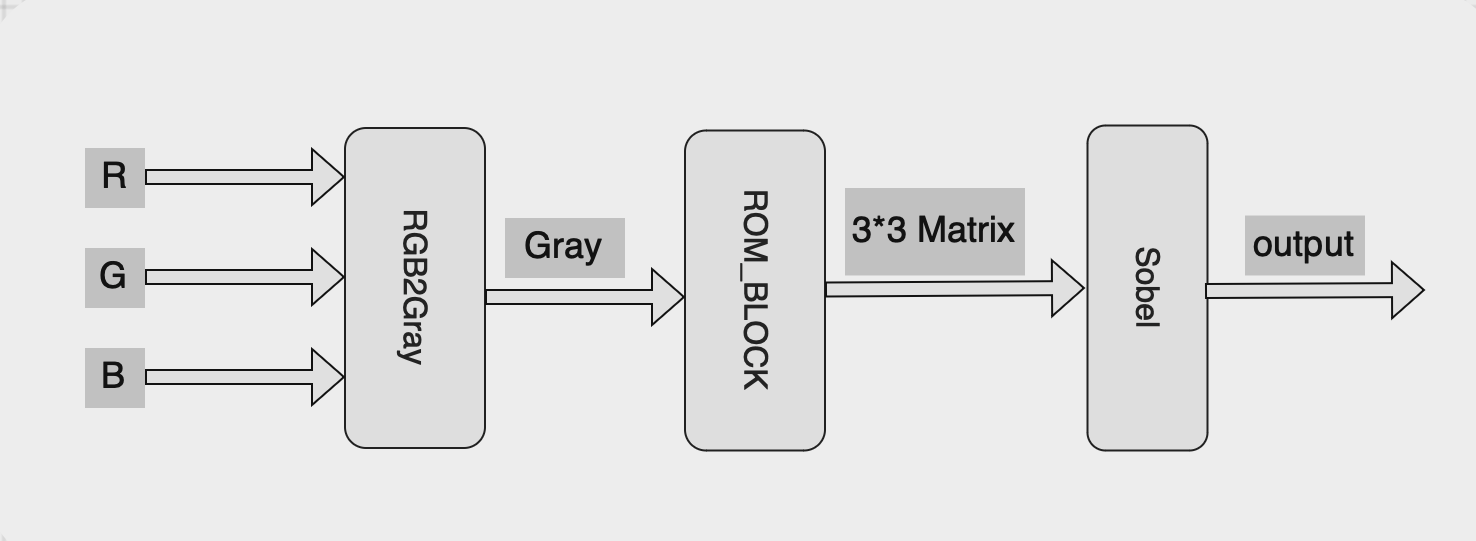 R
G
B
RGB2Gray
Gray
ROM_BLOCK
3*3 Matrix
Sobel
output